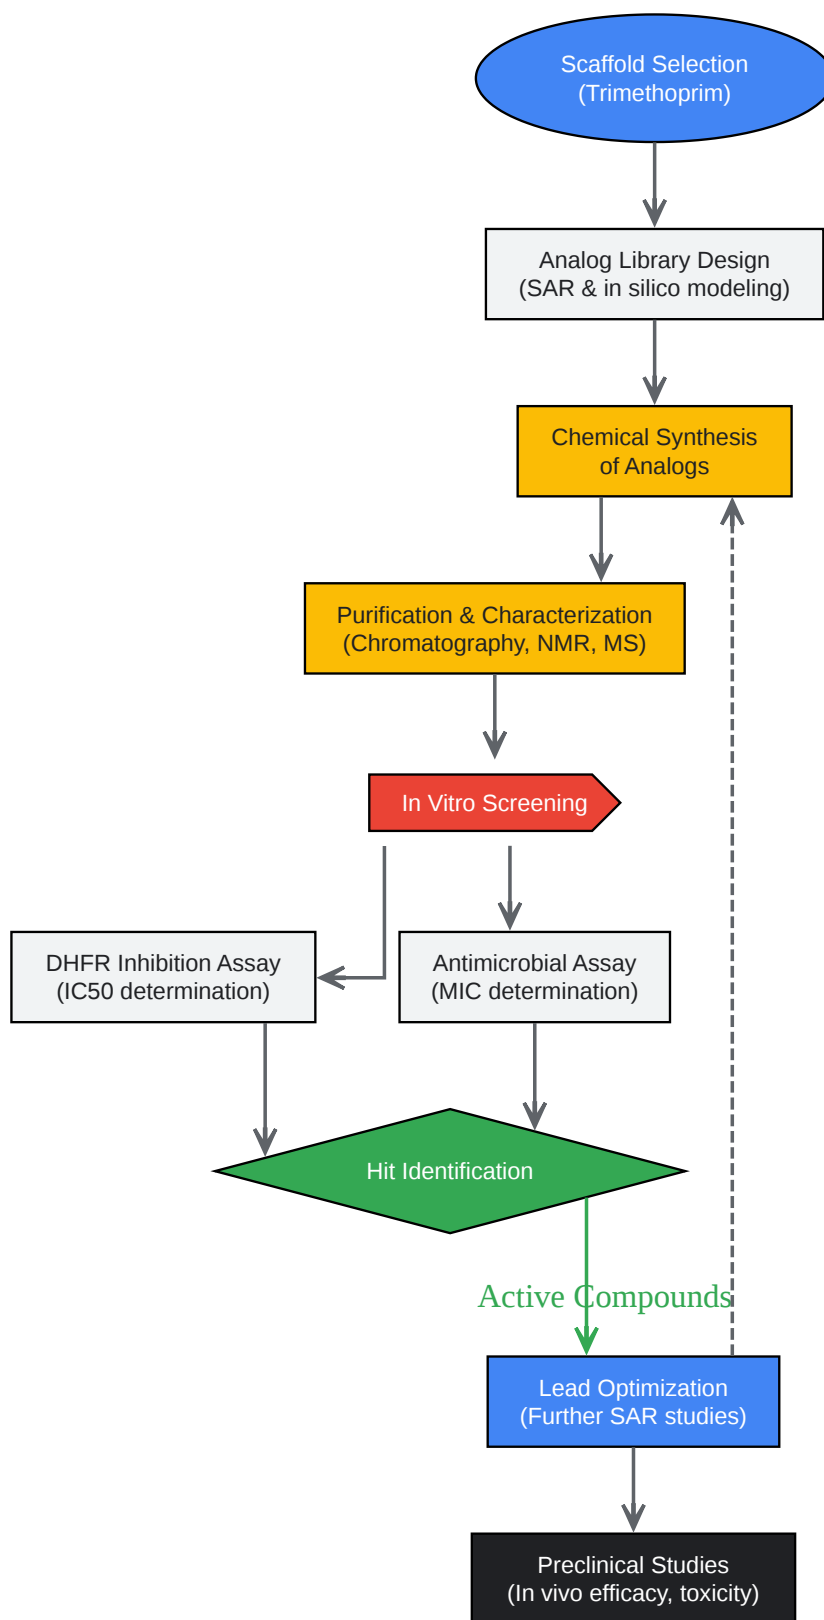 Scaffold Selection
(Trimethoprim)
Analog Library Design
(SAR & in silico modeling)
Chemical Synthesis
of Analogs
Purification & Characterization
(Chromatography, NMR, MS)
In Vitro Screening
DHFR Inhibition Assay
(IC50 determination)
Antimicrobial Assay
(MIC determination)
Hit Identification
Active Compounds
Lead Optimization
(Further SAR studies)
Preclinical Studies
(In vivo efficacy, toxicity)